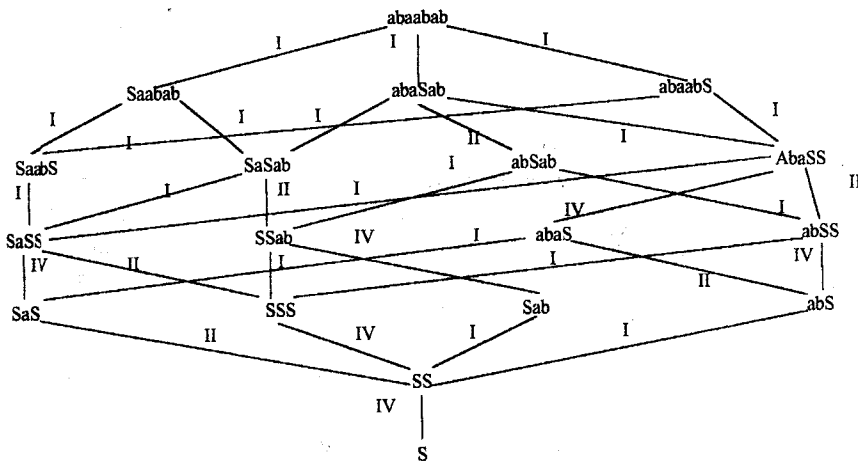 abaabab
I I I
Saabab abaSab abaabS
I I I I I
I II I
SaabS SaSab abSab AbaSS
I I II I I II
IV I
SaSS SSab abaS abSS
IV II I IV I I IV
II
SaS SSS Sab abS
II IV I I
SS
IV
S